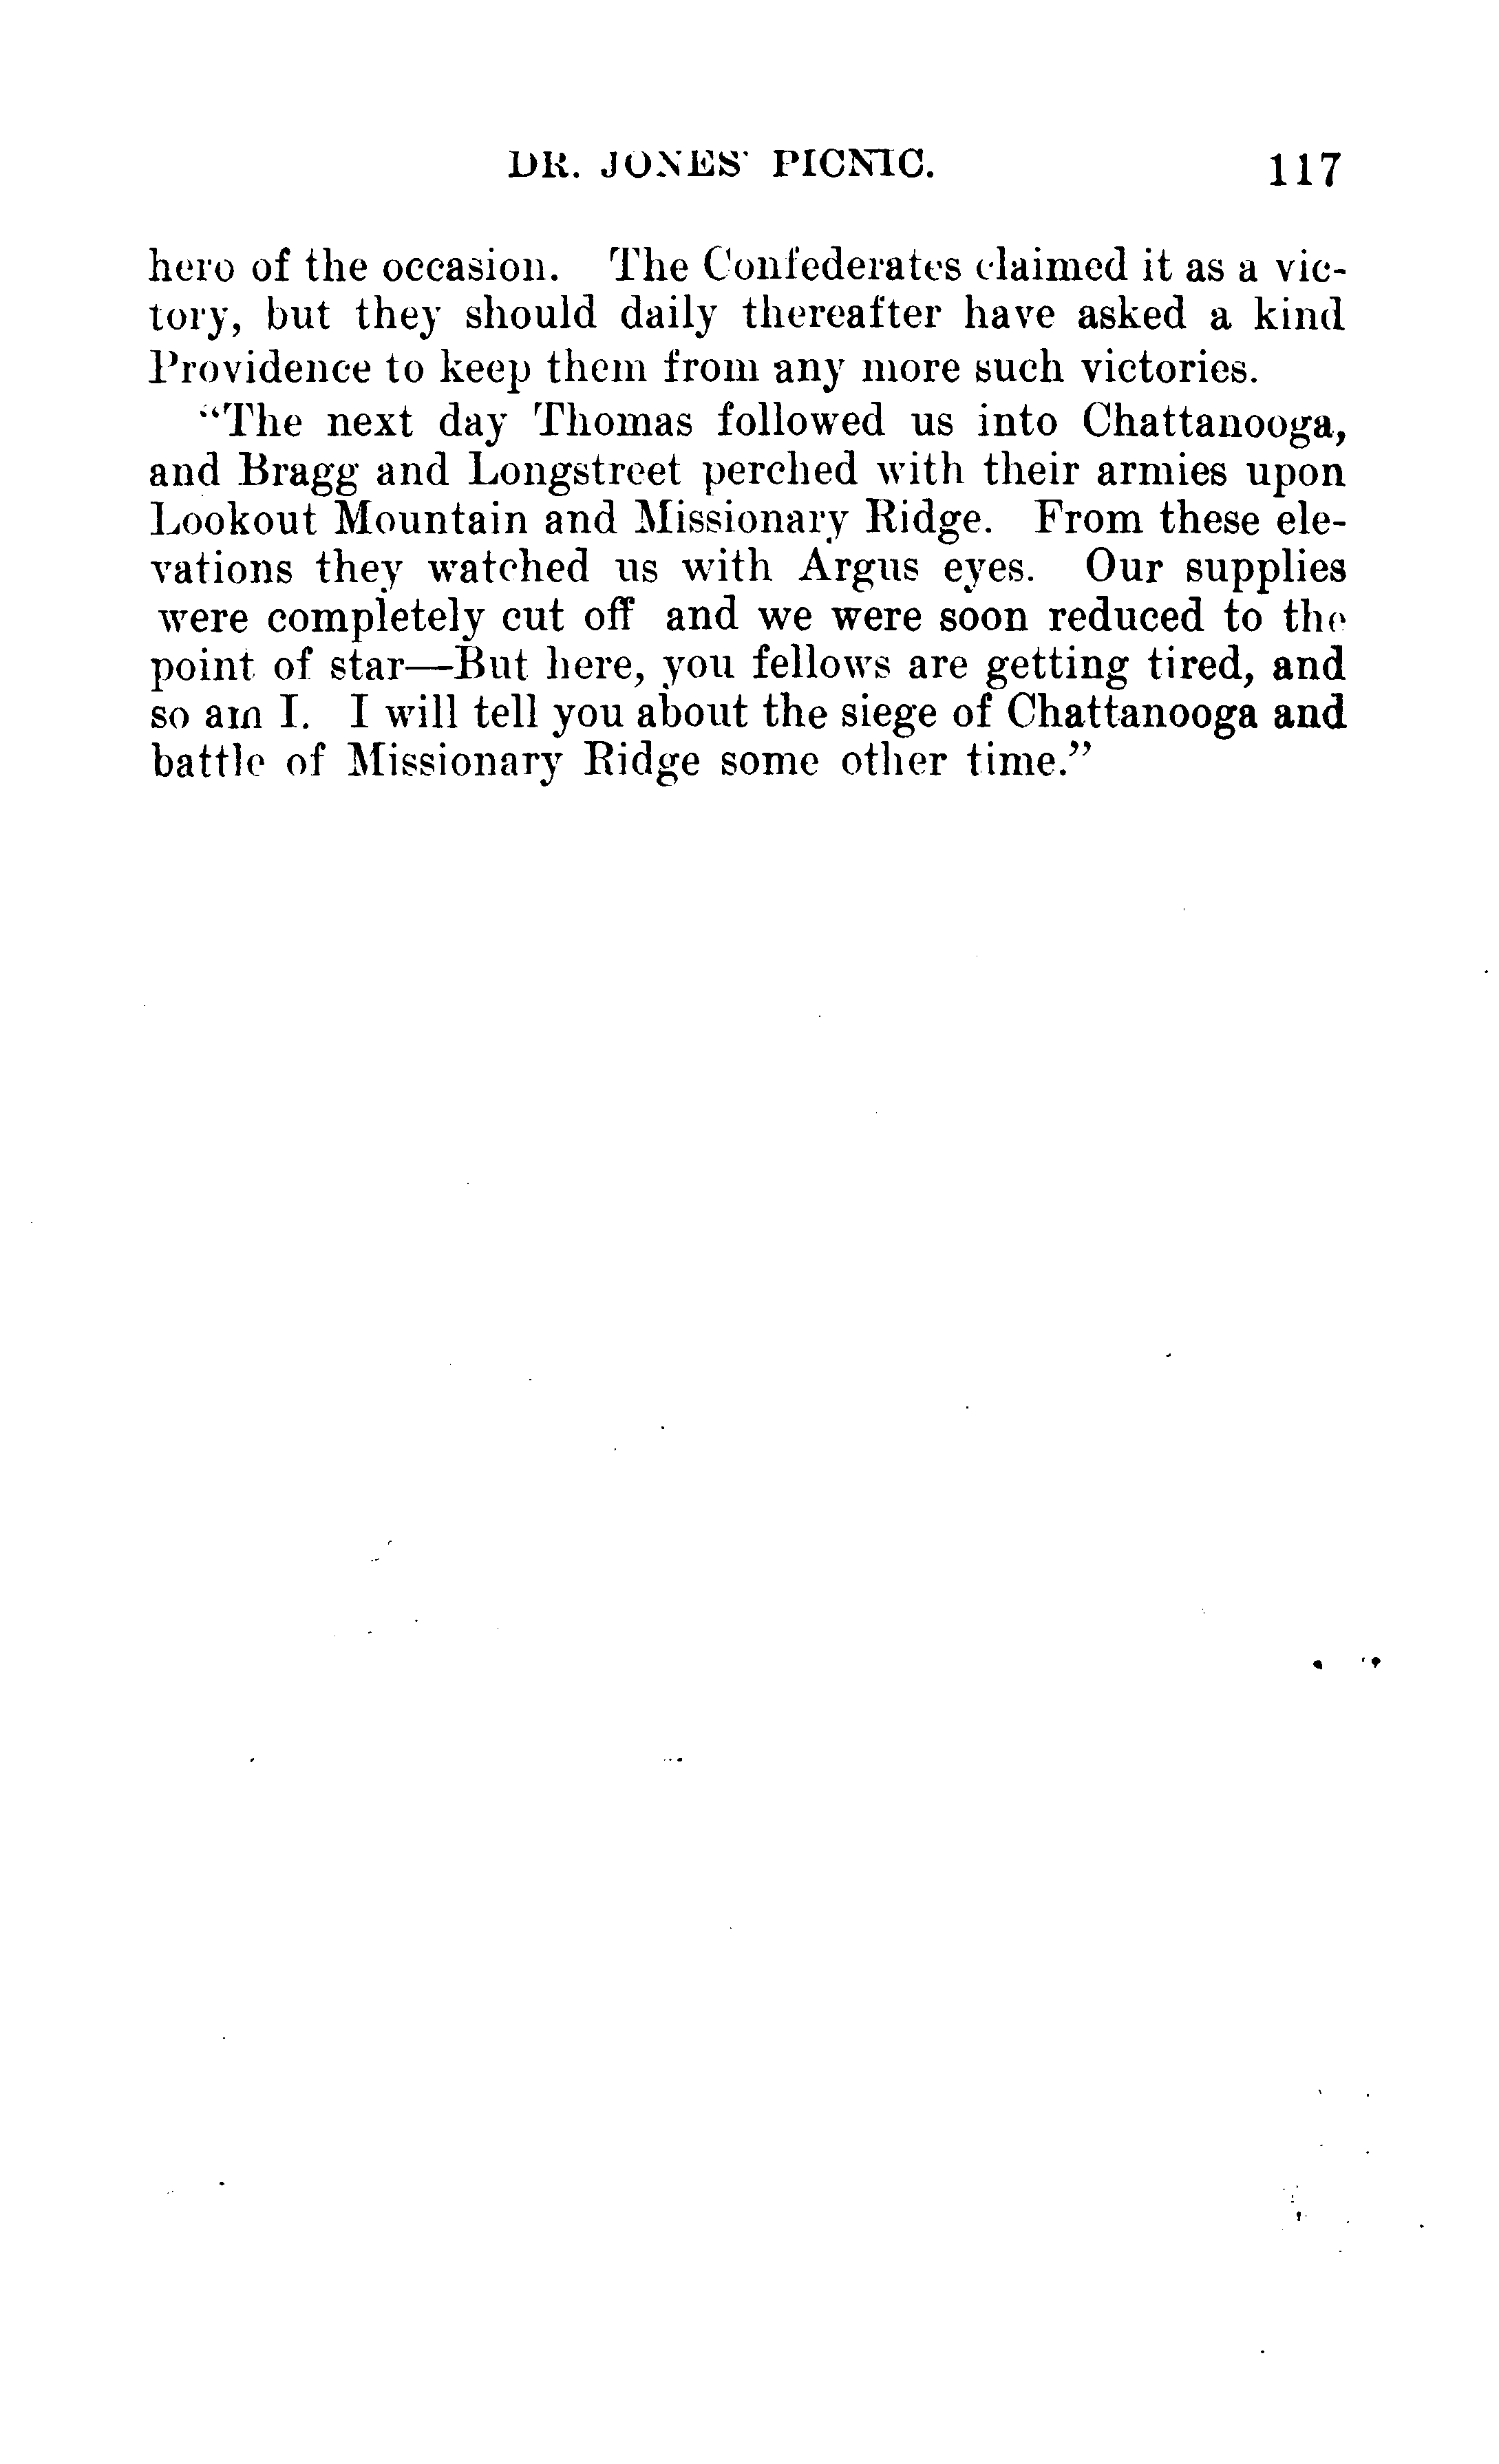 DR. JONES' PICNIC. 117
hero of the occasion. The Confederates claimed it as a vic-
tory, but they should daily thereafter have asked a kind
Providence to keep them from any more such victories.
“The next day Thomas followed us into Chattanooga,
and Bragg and Longstreet perched with their armies upon
Lookout Mountain and Missionary Ridge. From these ele-
vations they watched us with Argus eyes. Our supplies
were completely cut off and we were soon reduced to the
point of star—But here, you fellows are getting tired, and
so am I. I will tell you about the siege of Chattanooga and
battle of Missionary Ridge some other time.”